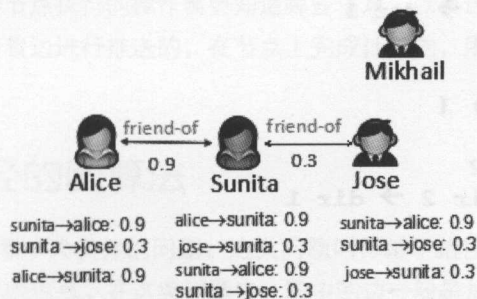 Mikhail
friend-of friend-of
0.9 0.3
Alice Sunita Jose
sunita→alice: 0.9 alice→sunita: 0.9 sunita→alice: 0.9
sunita→jose: 0.3 jose→sunita: 0.3 sunita→jose: 0.3
alice→sunita: 0.9 sunita→alice: 0.9 jose→sunita: 0.3
sunita→jose: 0.3